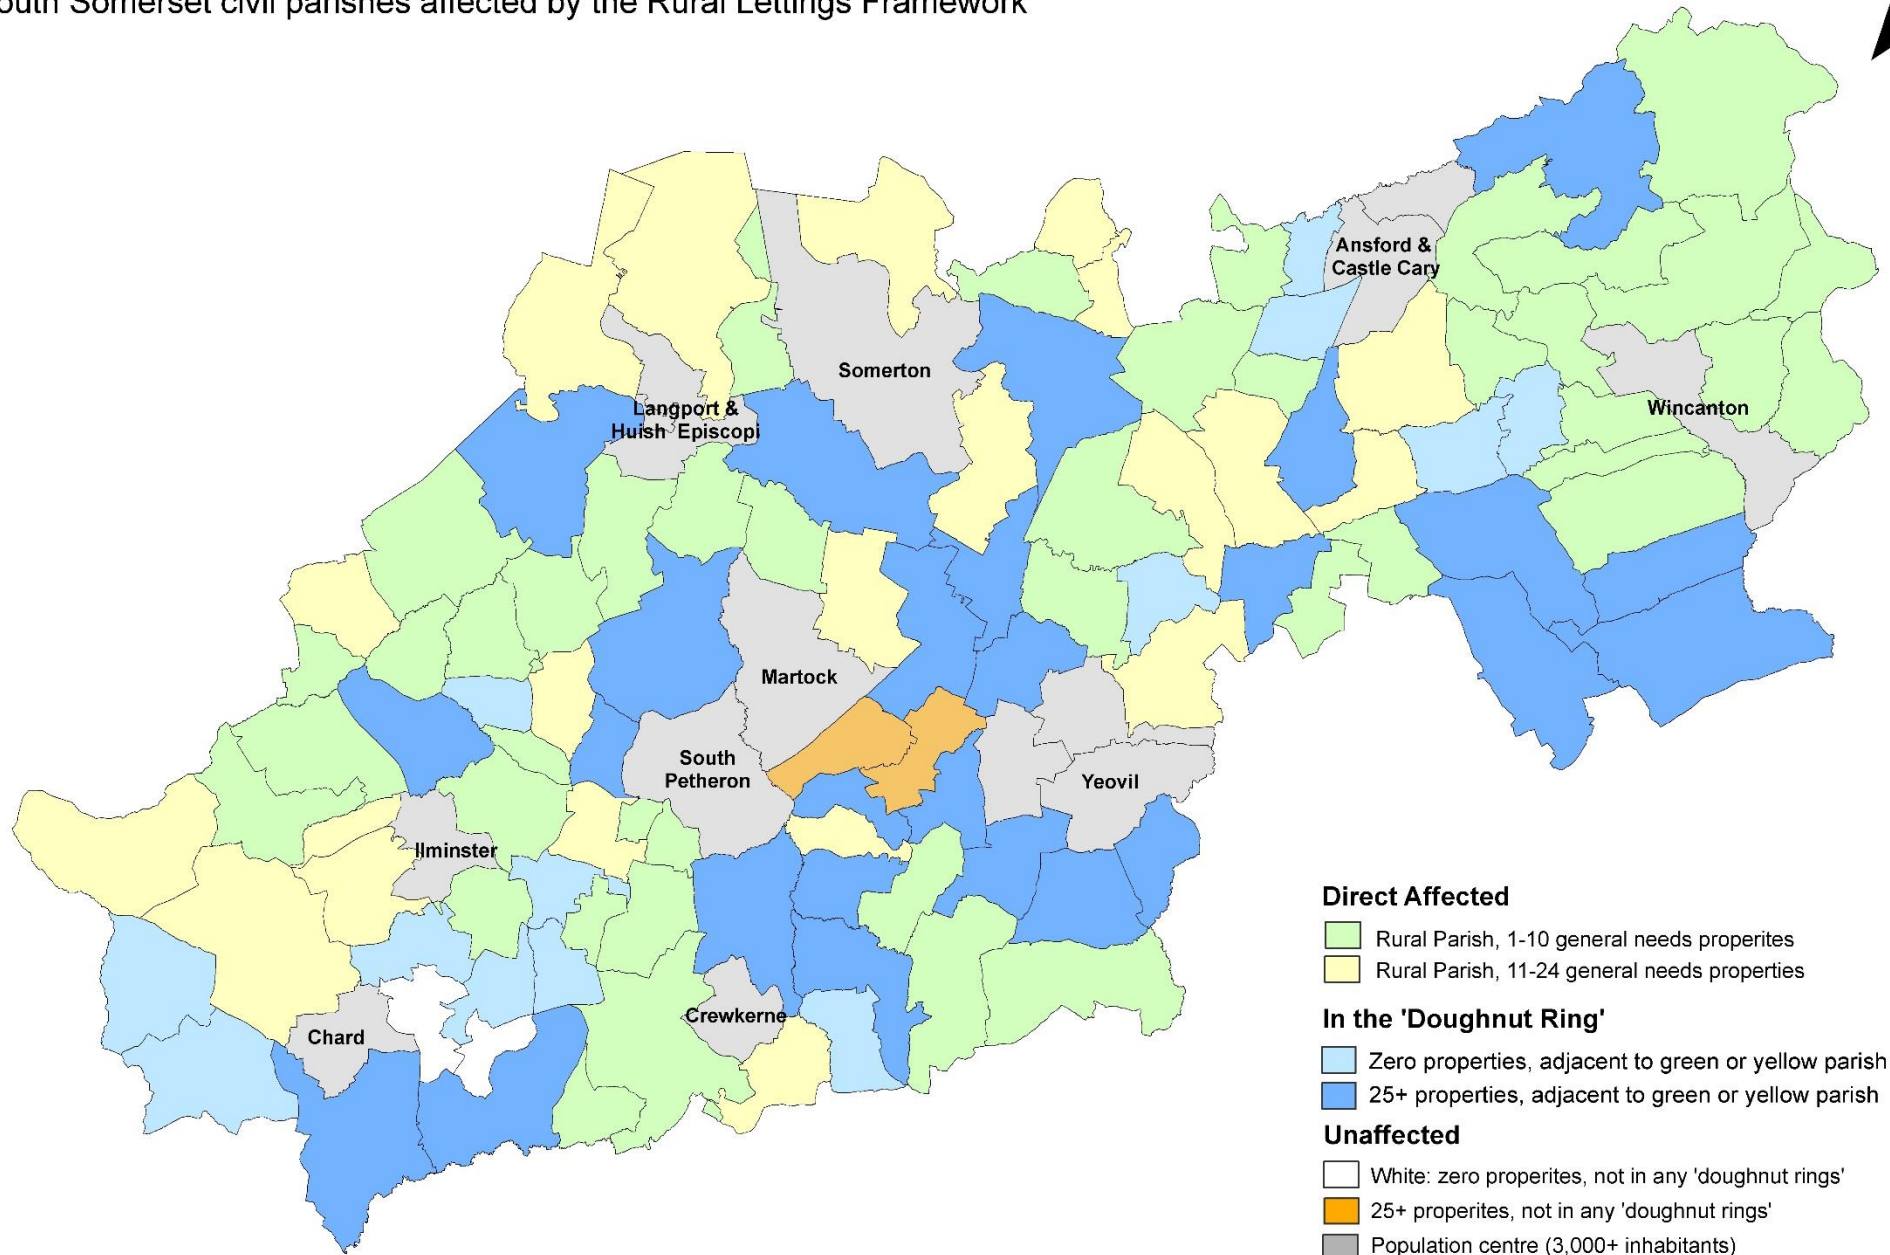 outh Somerset civil parishes affected by the Rural Lettings Framework
Ansford &
Castle Cary
Somerton
Langport &
Huish Episcopi
Wincanton
Martock
South
Petheron
Yeovil
Ilminster
Crewkerne
Chard
Direct Affected
Rural Parish, 1-10 general needs properites
Rural Parish, 11-24 general needs properties
In the 'Doughnut Ring'
Zero properties, adjacent to green or yellow parish
25+ properties, adjacent to green or yellow parish
Unaffected
White: zero properites, not in any 'doughnut rings'
25+ properites, not in any 'doughnut rings'
Population centre (3,000+ inhabitants)